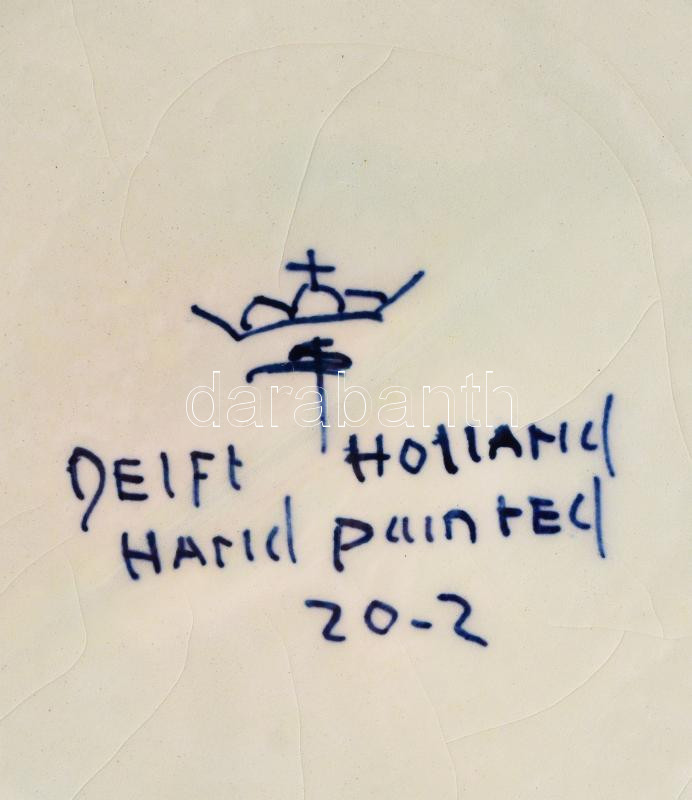 darabanth
DELFt HOllANd
HANd painted
20-2